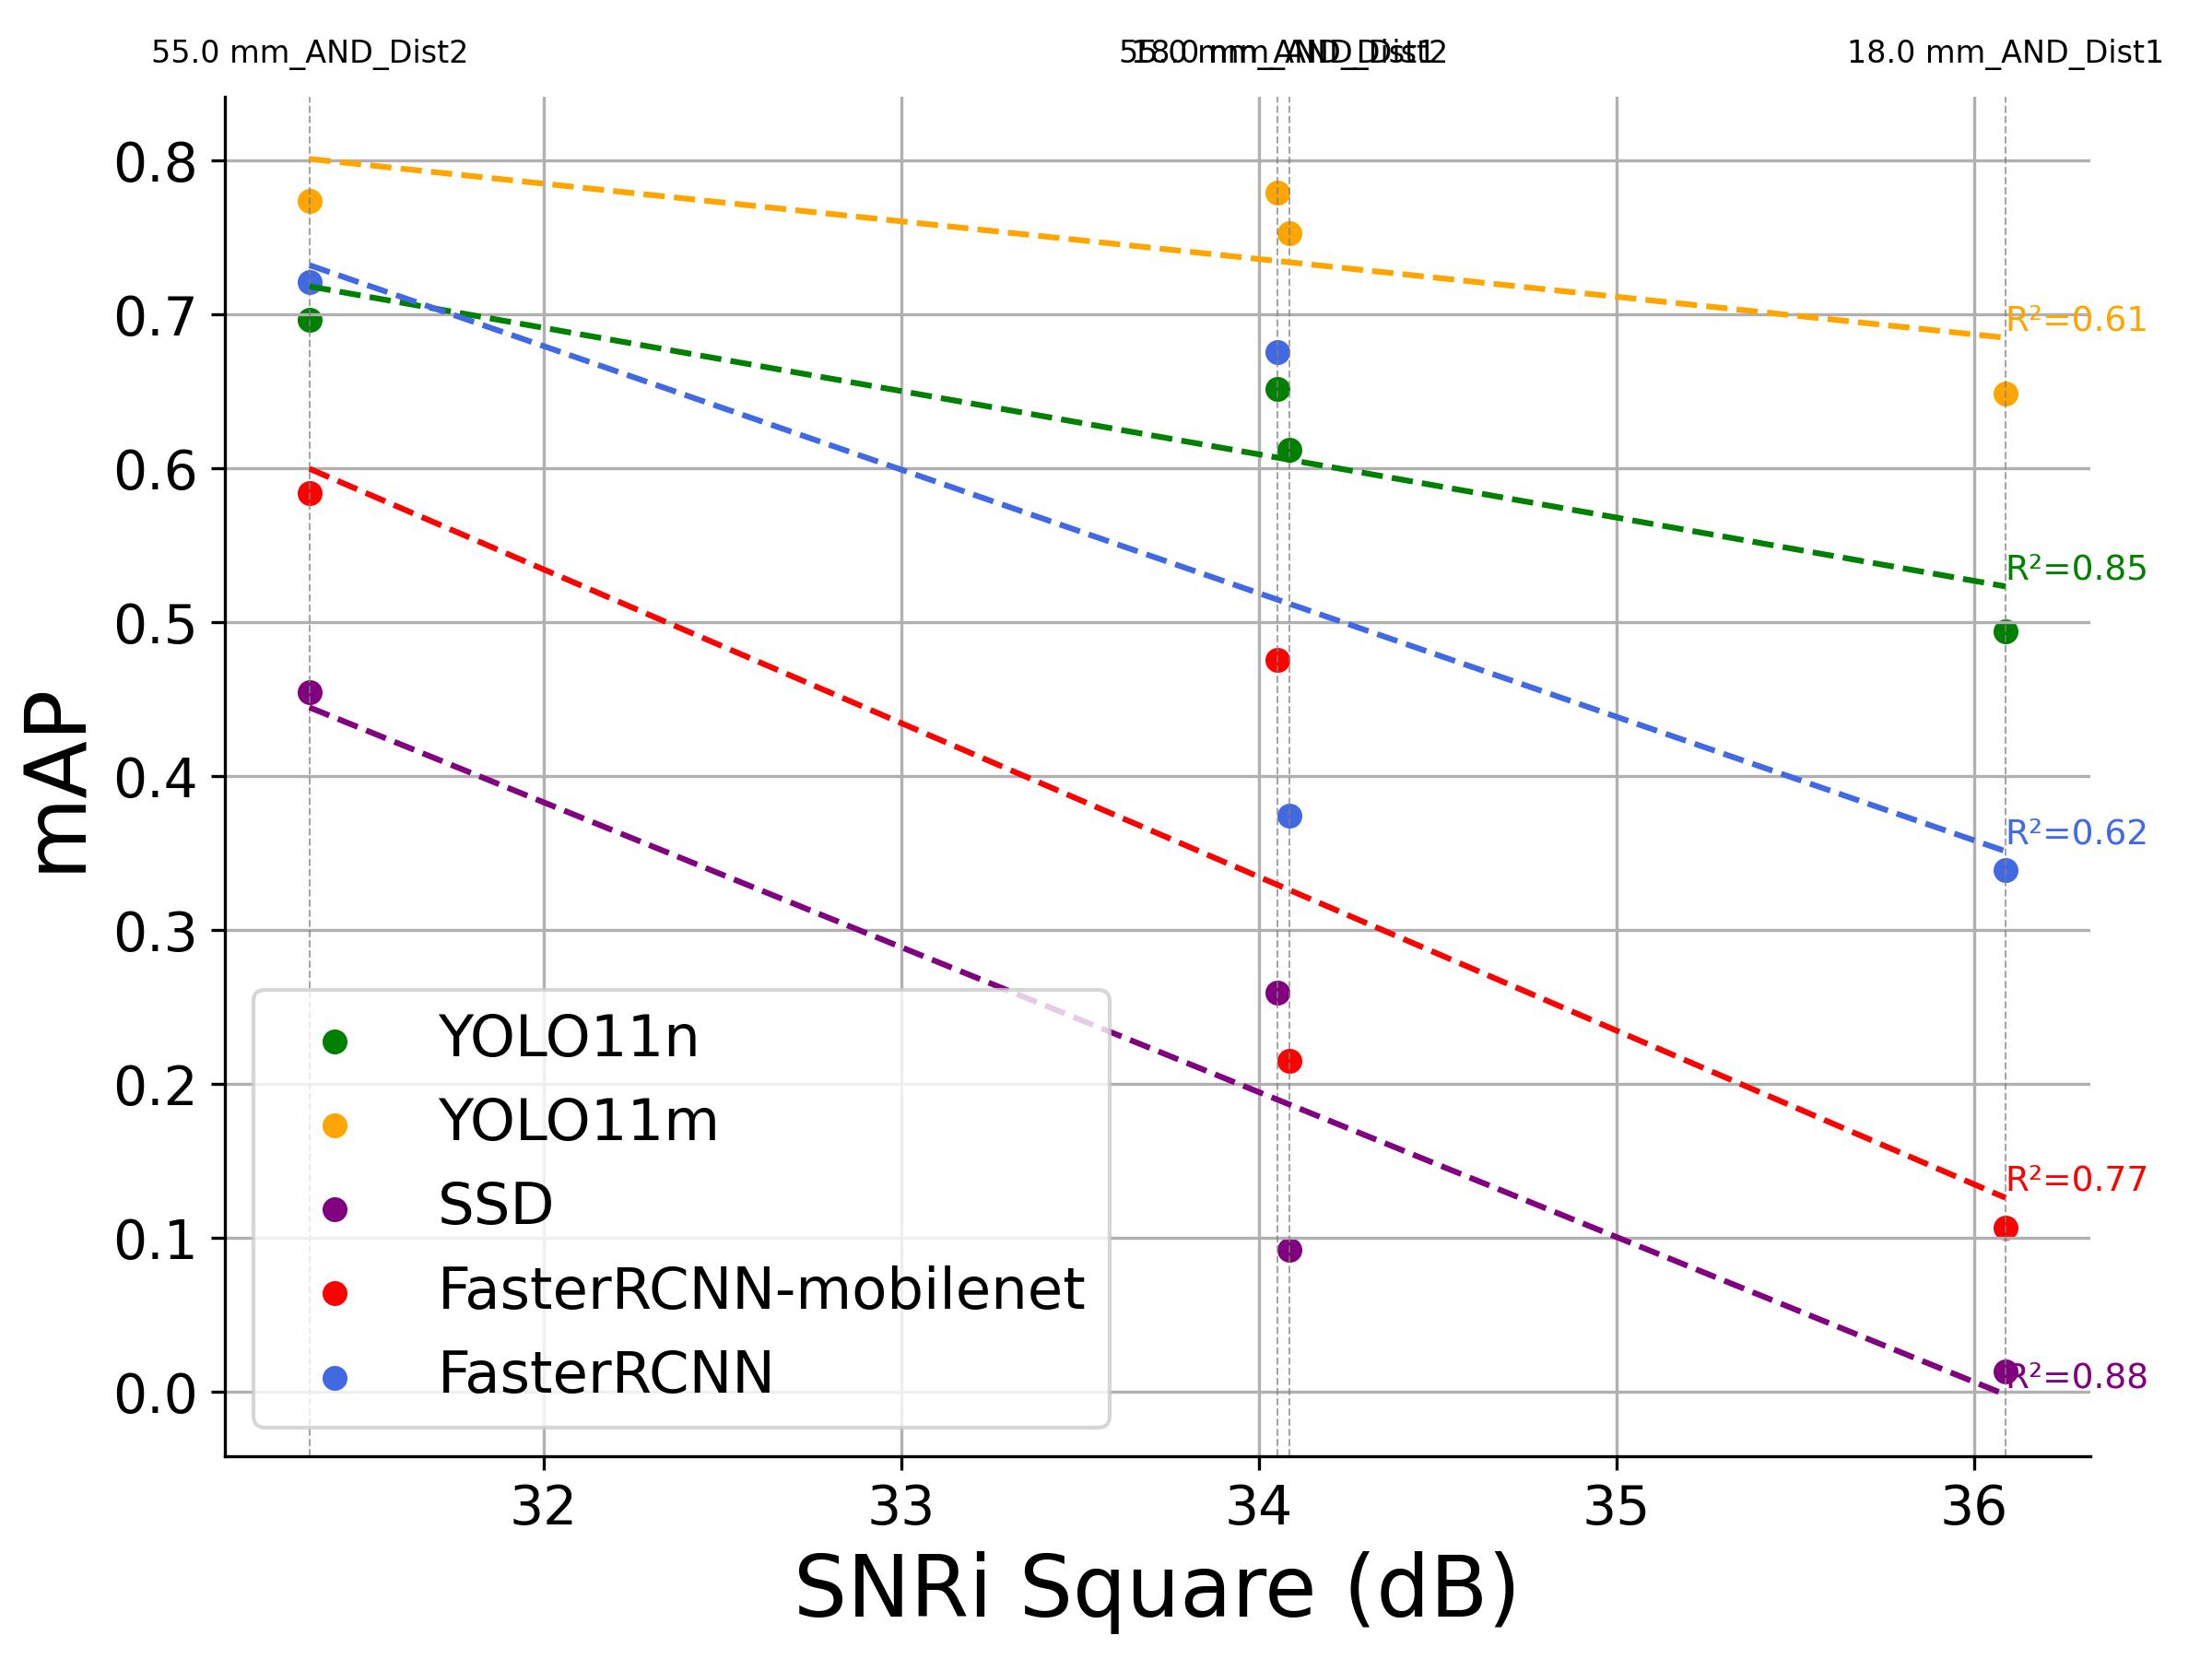 55.0 mm_AND_Dist2
18.0 mm_AND_Dist1
0.8
0.7
0.6
0.5
0.4
0.3
0.2
0.1
0.0
mAP
R²=0.61
R²=0.85
R²=0.62
R²=0.77
R²=0.88
YOLO11n
YOLO11m
SSD
FasterRCNN-mobilenet
FasterRCNN
32
33
34
35
36
SNRi Square (dB)